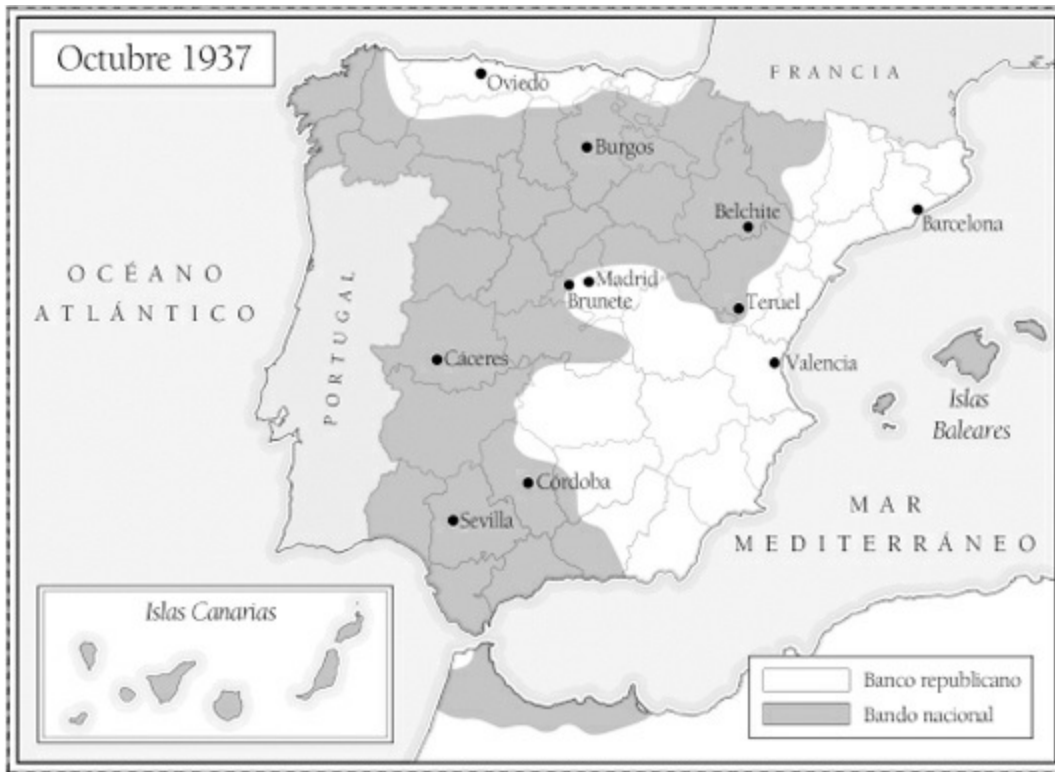 Octubre 1937
FRANCIA
Oviedo
Burgos
Belchite
Barcelona
OCÉANO
ATLÁNTICO
PORTUGAL
Madrid
Brunete
Teruel
Cáceres
Valencia
Islas
Baleares
Córdoba
Sevilla
MAR
MEDITERRÁNEO
Islas Canarias
Banco republicano
Bando nacional